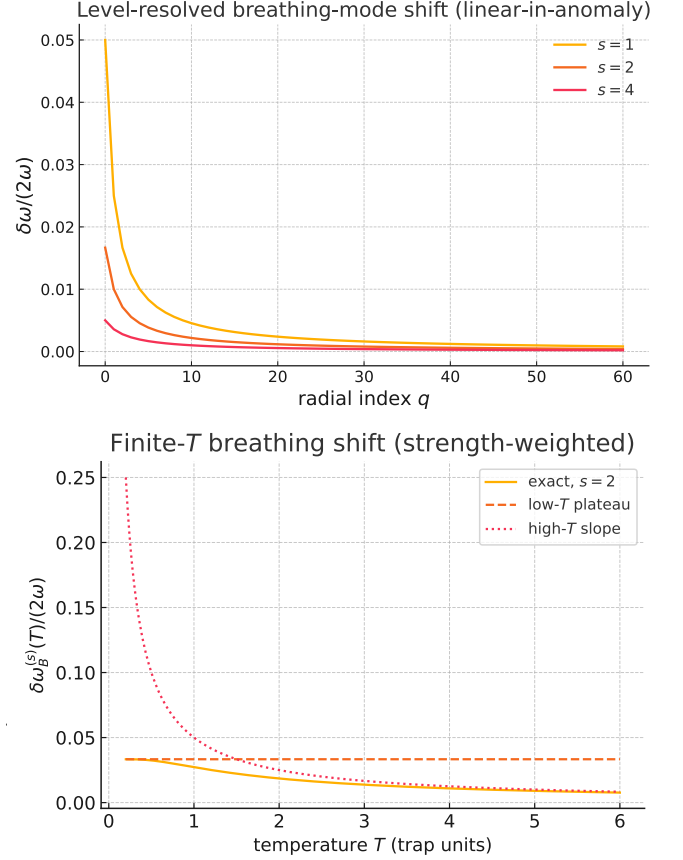 Level-resolved breathing-mode shift (linear-in-anomaly)
0.05
0.04
0.03
0.02
0.01
0.00
δω/(2ω)
s = 1
s = 2
s = 4
0 10 20 30 40 50 60
radial index q
Finite-T breathing shift (strength-weighted)
0.25
0.20
0.15
0.10
0.05
0.00
δω_B^(s)(T)/(2ω)
exact, s = 2
low-T plateau
high-T slope
0 1 2 3 4 5 6
temperature T (trap units)